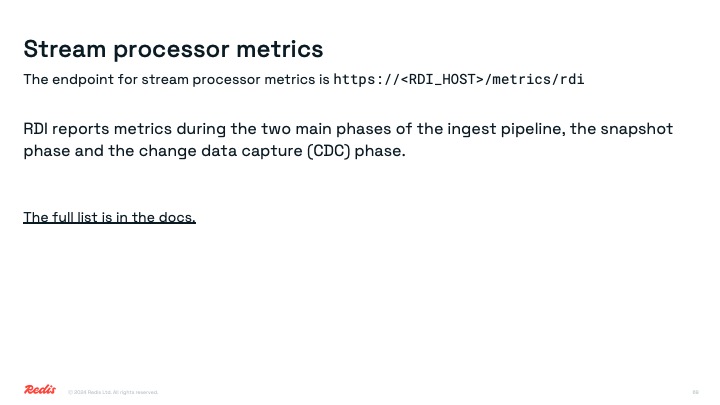 Stream processor metrics
The endpoint for stream processor metrics is https://<RDI_HOST>/metrics/rdi
RDI reports metrics during the two main phases of the ingest pipeline, the snapshot
phase and the change data capture (CDC) phase.
The full list is in the docs.
Redis
© 2024 Redis Ltd. All rights reserved.